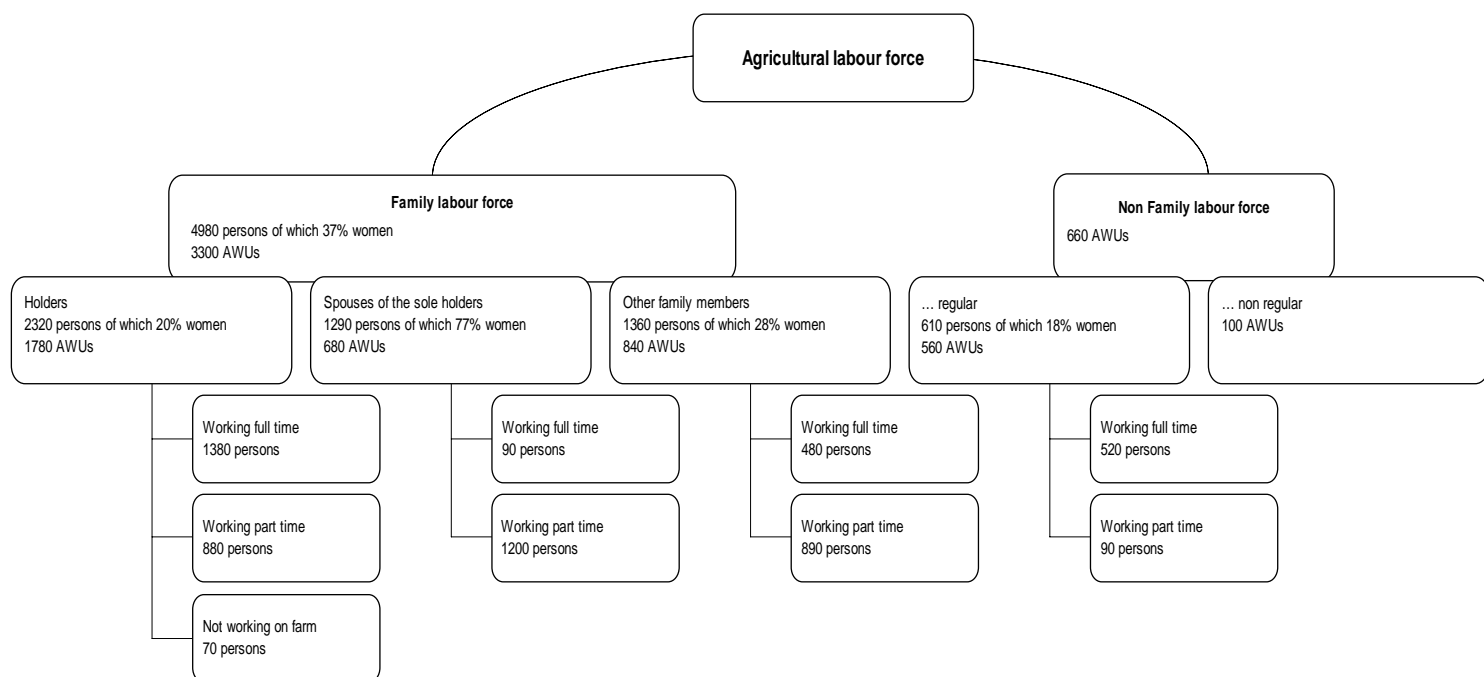 Agricultural labour force
Family labour force
4980 persons of which 37% women
3300 AWUs
Non Family labour force
660 AWUs
Holders
2320 persons of which 20% women
1780 AWUs
Spouses of the sole holders
1290 persons of which 77% women
680 AWUs
Other family members
1360 persons of which 28% women
840 AWUs
... regular
610 persons of which 18% women
560 AWUs
... non regular
100 AWUs
Working full time
1380 persons
Working full time
90 persons
Working full time
480 persons
Working full time
520 persons
Working part time
880 persons
Working part time
1200 persons
Working part time
890 persons
Working part time
90 persons
Not working on farm
70 persons